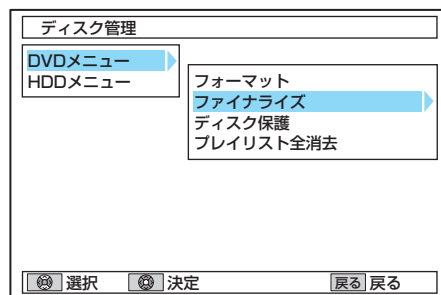 ディスク管理
DVDメニュー
HDDメニュー
フォーマット
ファイナライズ
ディスク保護
プレイリスト全消去
選択 決定 戻る 戻る